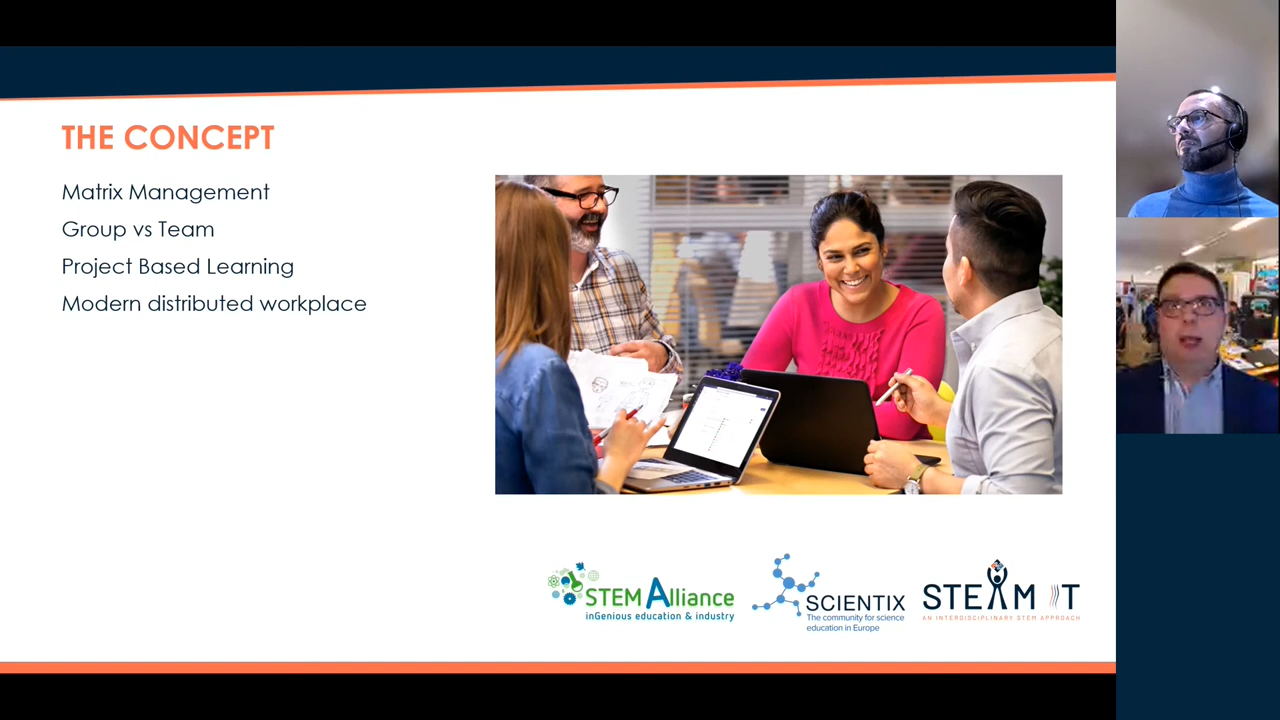 THE CONCEPT
Matrix Management
Group vs Team
Project Based Learning
Modern distributed workplace
STEM Alliance
inGenious education & industry
SCIENTIX
The community for science
education in Europe
STEAM IT
AN INTERDISCIPLINARY STEM APPROACH